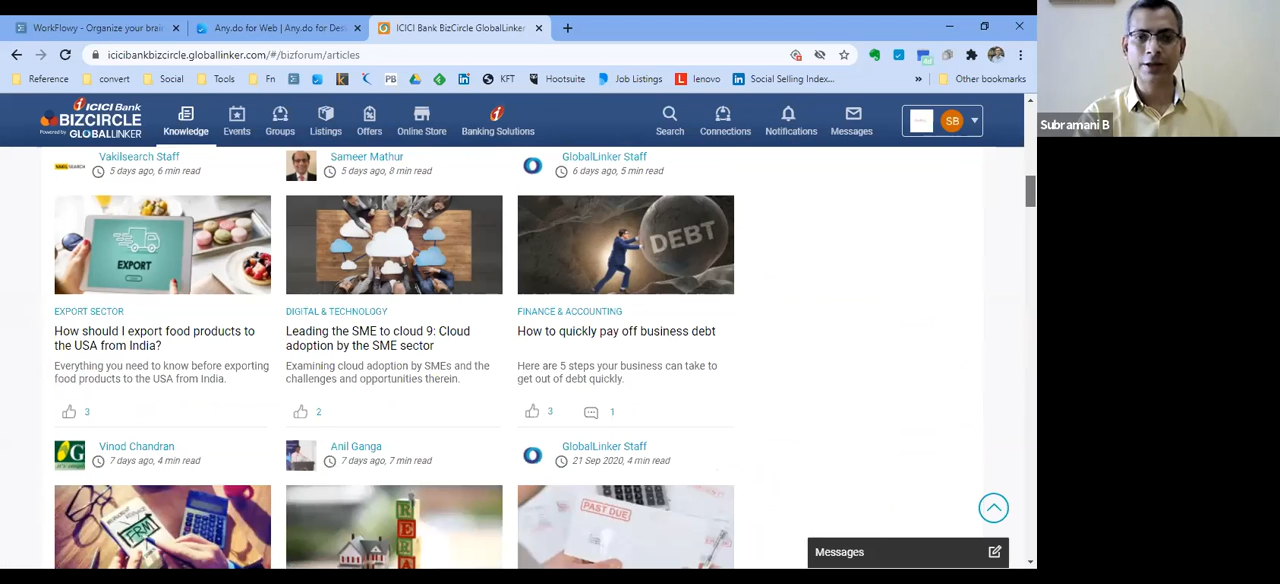 WorkFlowy - Organize your brain
Any.do for Web | Any.do for Des
ICICI Bank BizCircle GlobalLinker
icicibankbizcircle.globallinker.com/#/bizforum/articles
Reference
convert
Social
Tools
Fn
PB
KFT
Hootsuite
Job Listings
lenovo
Social Selling Index...
Other bookmarks
ICICI Bank
BIZCIRCLE
Powered by GLOBALLINKER
Knowledge
Events
Groups
Listings
Offers
Online Store
Banking Solutions
Search
Connections
Notifications
Messages
SB
Subramani B
Vakilsearch Staff
5 days ago, 6 min read
Sameer Mathur
5 days ago, 8 min read
GlobalLinker Staff
6 days ago, 5 min read
EXPORT
DEBT
EXPORT SECTOR
How should I export food products to
the USA from India?
Everything you need to know before exporting
food products to the USA from India.
3
DIGITAL & TECHNOLOGY
Leading the SME to cloud 9: Cloud
adoption by the SME sector
Examining cloud adoption by SMEs and the
challenges and opportunities therein.
2
FINANCE & ACCOUNTING
How to quickly pay off business debt
Here are 5 steps your business can take to
get out of debt quickly.
3
1
Vinod Chandran
7 days ago, 4 min read
Anil Ganga
7 days ago, 7 min read
GlobalLinker Staff
21 Sep 2020, 4 min read
RERA
PAST DUE
Messages